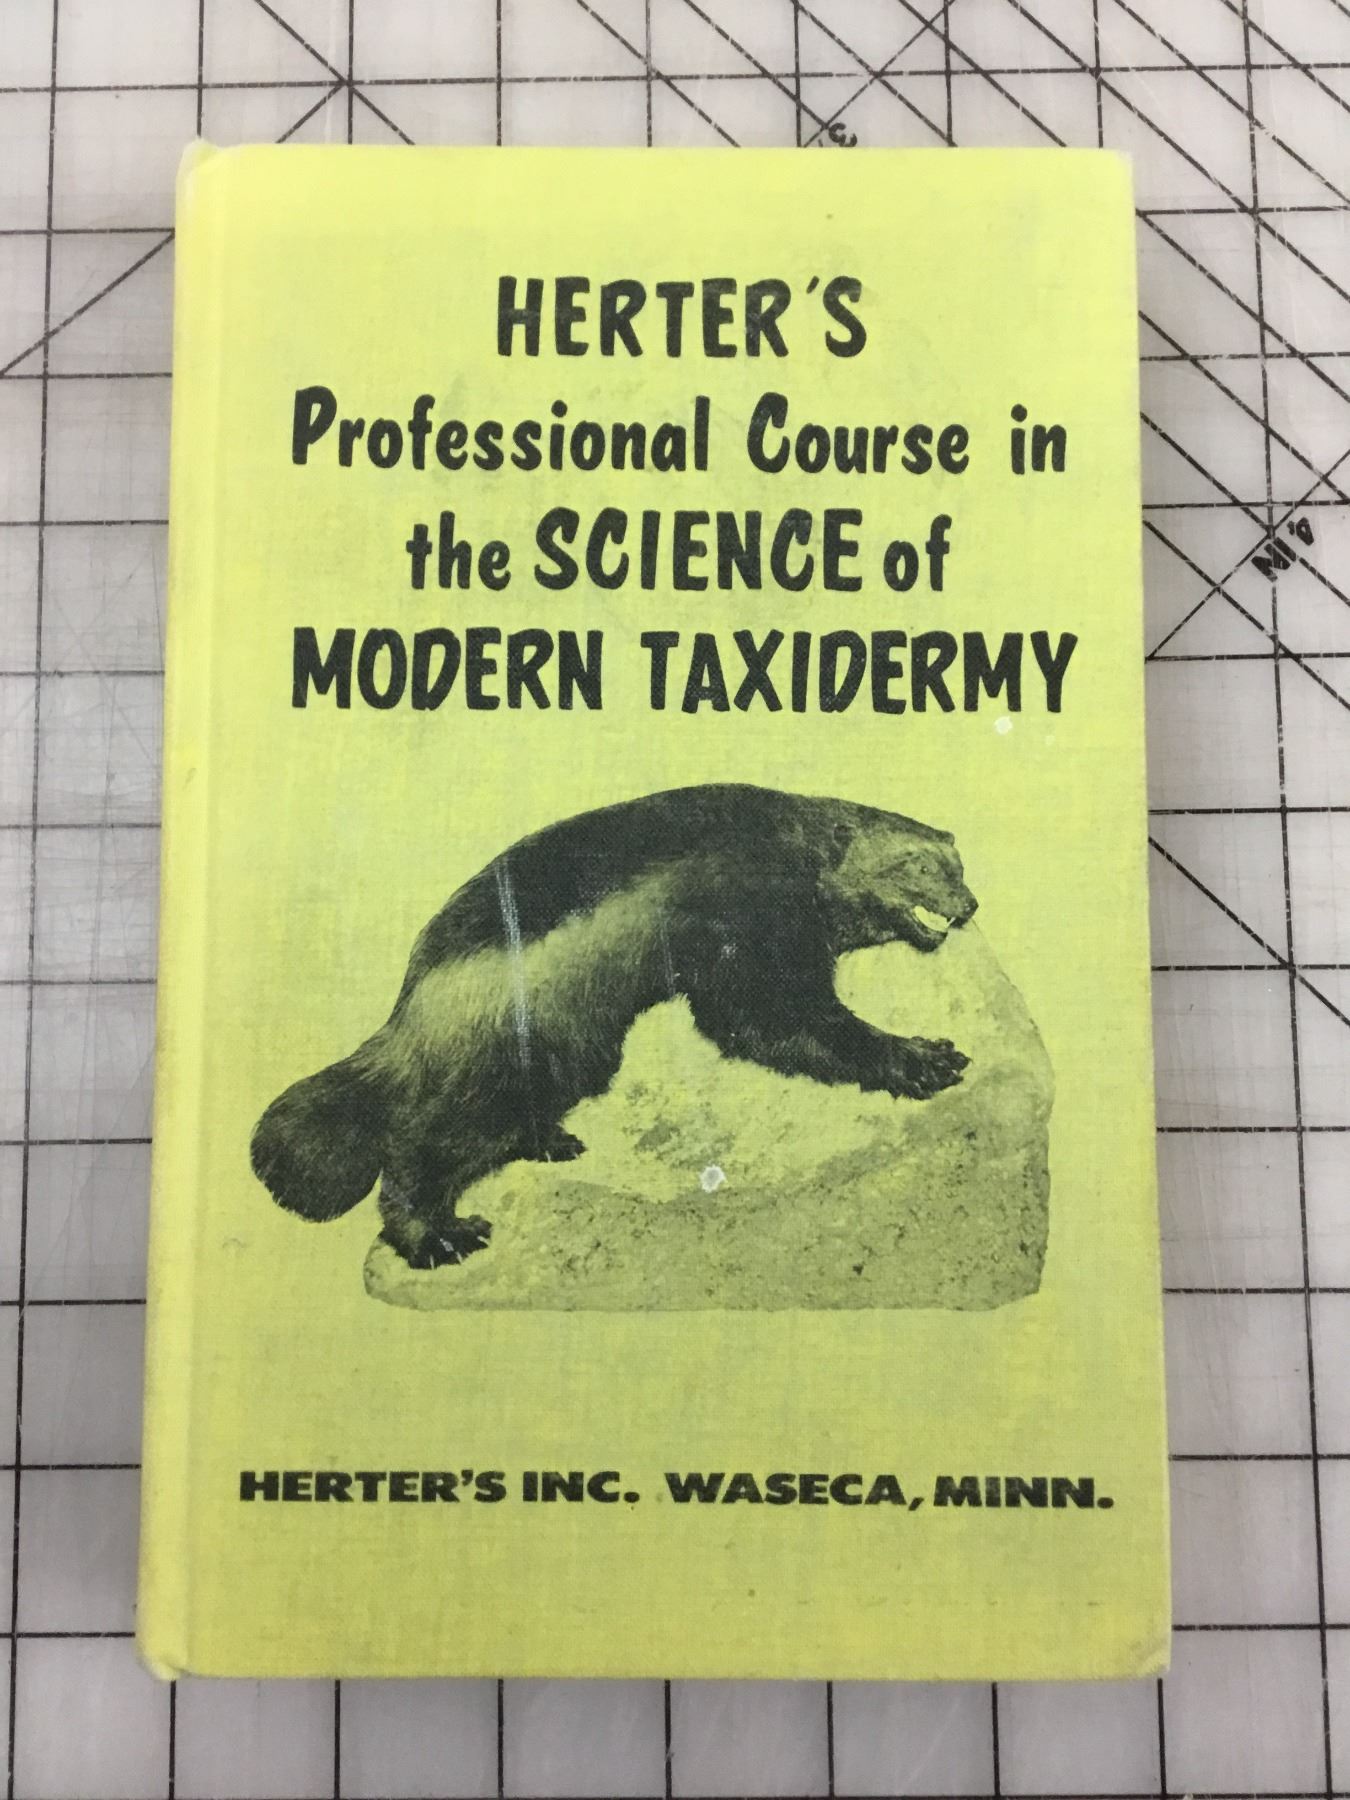 HERTER'S
Professional Course in
the SCIENCE of
MODERN TAXIDERMY
HERTER'S INC. WASECA, MINN.